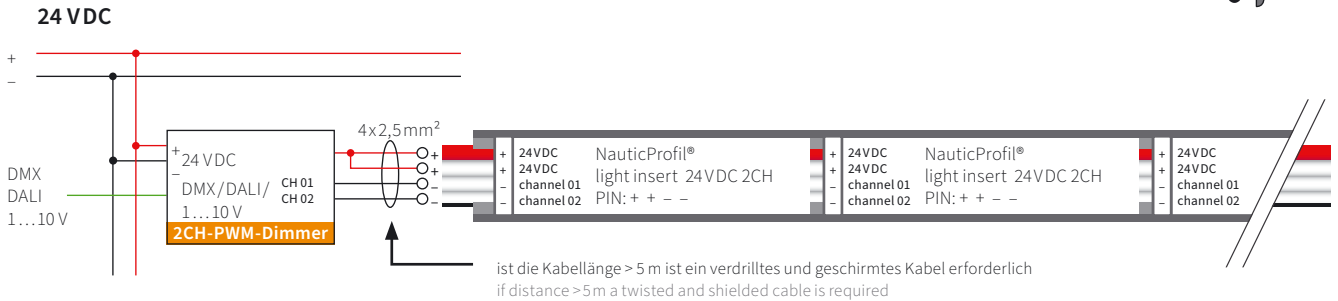 24 VDC
+
–
4x2,5mm²
DMX
DALI
1…10 V
+
–
24 VDC
DMX/DALI/
1…10 V
CH 01
CH 02
2CH-PWM-Dimmer
+
+
–
–
+ 24VDC
+ 24VDC
– channel 01
– channel 02
NauticProfil®
light insert 24VDC 2CH
PIN: + + – –
+ 24VDC
+ 24VDC
– channel 01
– channel 02
NauticProfil®
light insert 24VDC 2CH
PIN: + + – –
+ 24VDC
+ 24VDC
– channel 01
– channel 02
ist die Kabellänge > 5 m ist ein verdrilltes und geschirmtes Kabel erforderlich
if distance >5m a twisted and shielded cable is required